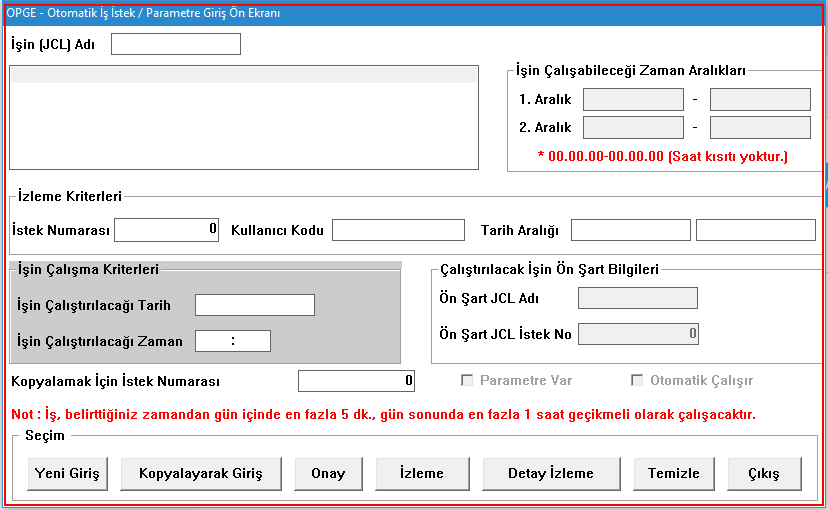 OPGE - Otomatik İş İstek / Parametre Giriş Ön Ekranı
İşin (JCL) Adı
İşin Çalışabileceği Zaman Aralıkları
1. Aralık -
2. Aralık -
* 00.00.00-00.00.00 (Saat kısıtı yoktur.)
İzleme Kriterleri
İstek Numarası 0 Kullanıcı Kodu Tarih Aralığı
İşin Çalışma Kriterleri
İşin Çalıştırılacağı Tarih
İşin Çalıştırılacağı Zaman :
Çalıştırılacak İşin Ön Şart Bilgileri
Ön Şart JCL Adı
Ön Şart JCL İstek No 0
Kopyalamak İçin İstek Numarası 0 Parametre Var Otomatik Çalışır
Not : İş, belirttiğiniz zamandan gün içinde en fazla 5 dk., gün sonunda en fazla 1 saat geçikmeli olarak çalışacaktır.
Seçim
Yeni Giriş Kopyalayarak Giriş Onay İzleme Detay İzleme Temizle Çıkış